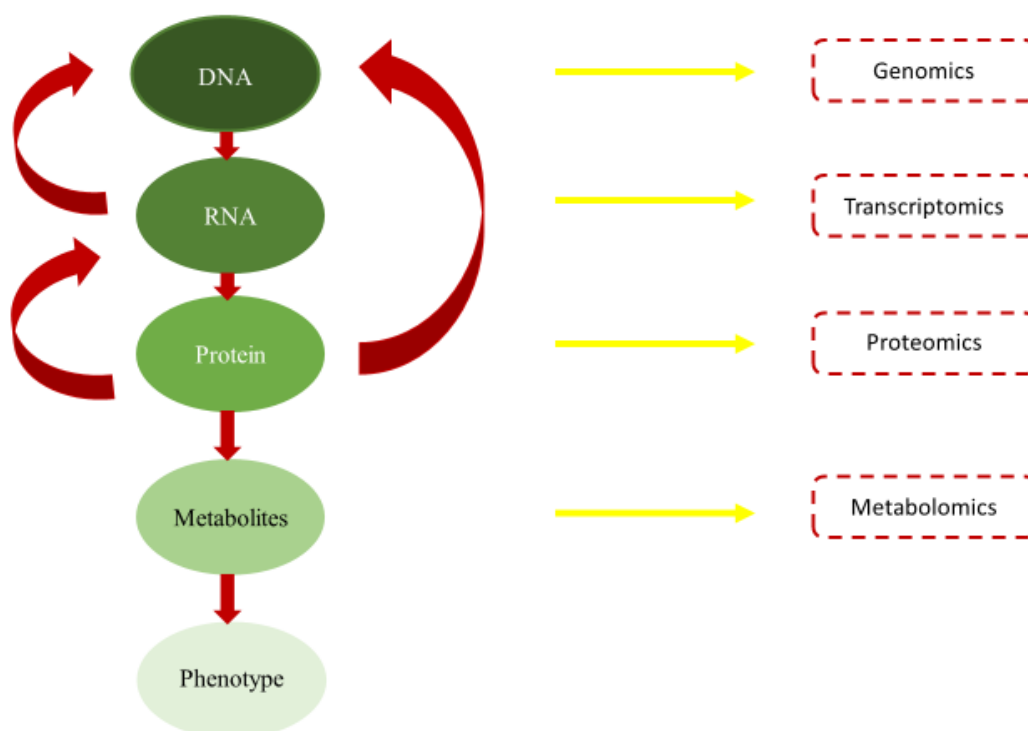 DNA
Genomics
RNA
Transcriptomics
Protein
Proteomics
Metabolites
Metabolomics
Phenotype